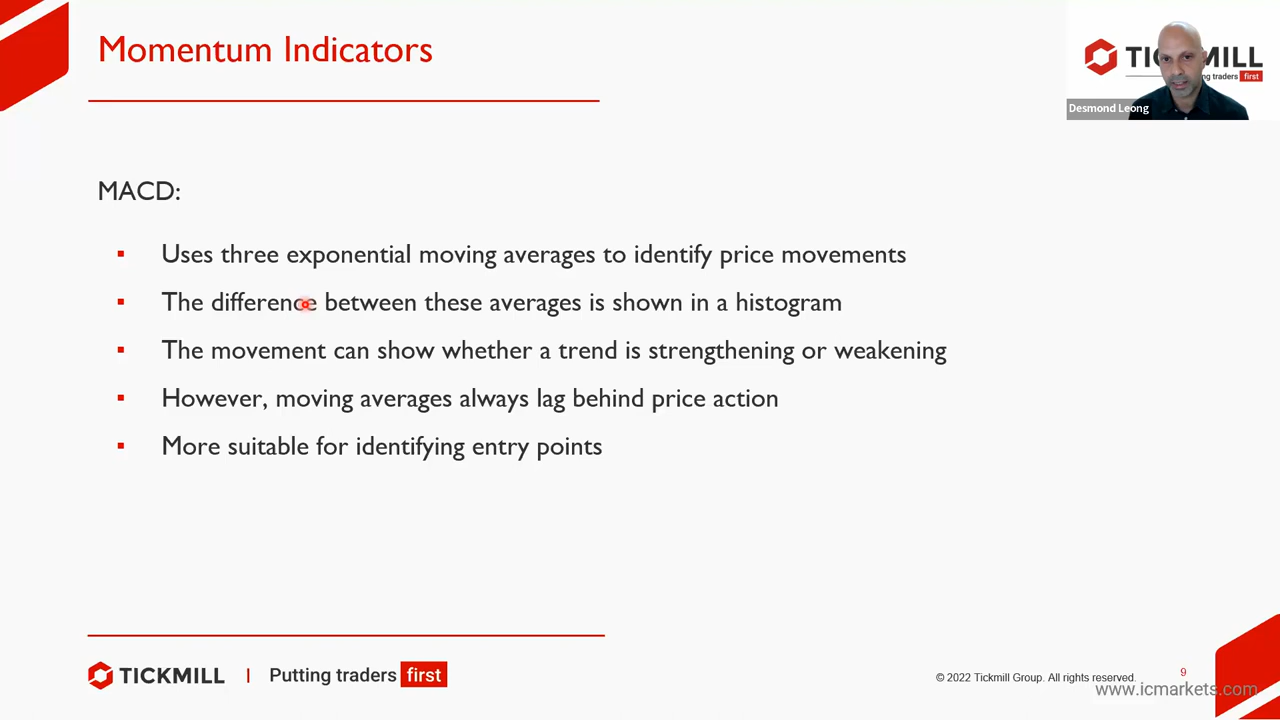 Momentum Indicators
TICKMILL
ng traders first
Desmond Leong
MACD:
▪ Uses three exponential moving averages to identify price movements
▪ The difference between these averages is shown in a histogram
▪ The movement can show whether a trend is strengthening or weakening
▪ However, moving averages always lag behind price action
▪ More suitable for identifying entry points
TICKMILL | Putting traders first
© 2022 Tickmill Group. All rights reserved.
9
www.icmarkets.com